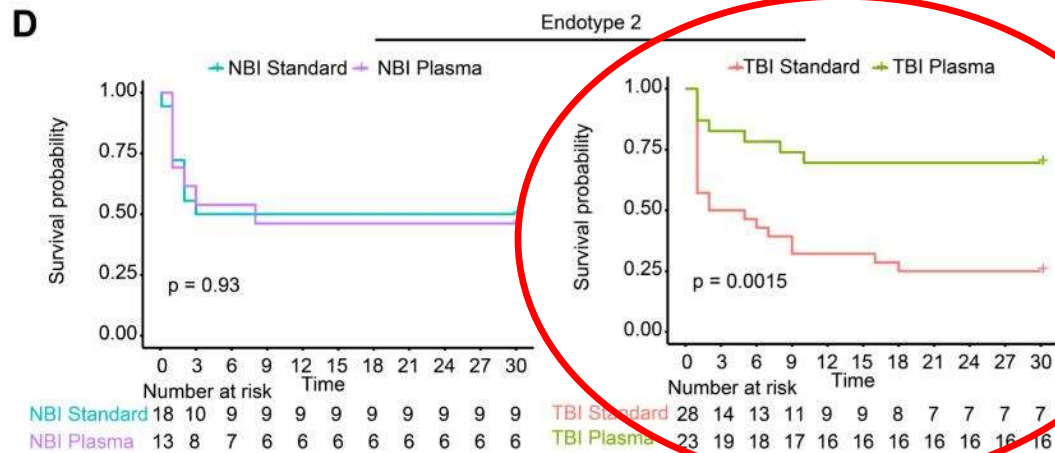 D
Endotype 2
NBI Standard NBI Plasma
Survival probability
1.00
0.75
0.50
0.25
0.00
p = 0.93
0 3 6 9 12 15 18 21 24 27 30
Time
Number at risk
NBI Standard 18 10 9 9 9 9 9 9 9 9 9
NBI Plasma 13 8 7 6 6 6 6 6 6 6 6
TBI Standard TBI Plasma
Survival probability
1.00
0.75
0.50
0.25
0.00
p = 0.0015
0 3 6 9 12 15 18 21 24 27 30
Time
Number at risk
TBI Standard 28 14 13 11 9 9 8 7 7 7 7
TBI Plasma 23 19 18 17 16 16 16 16 16 16 16